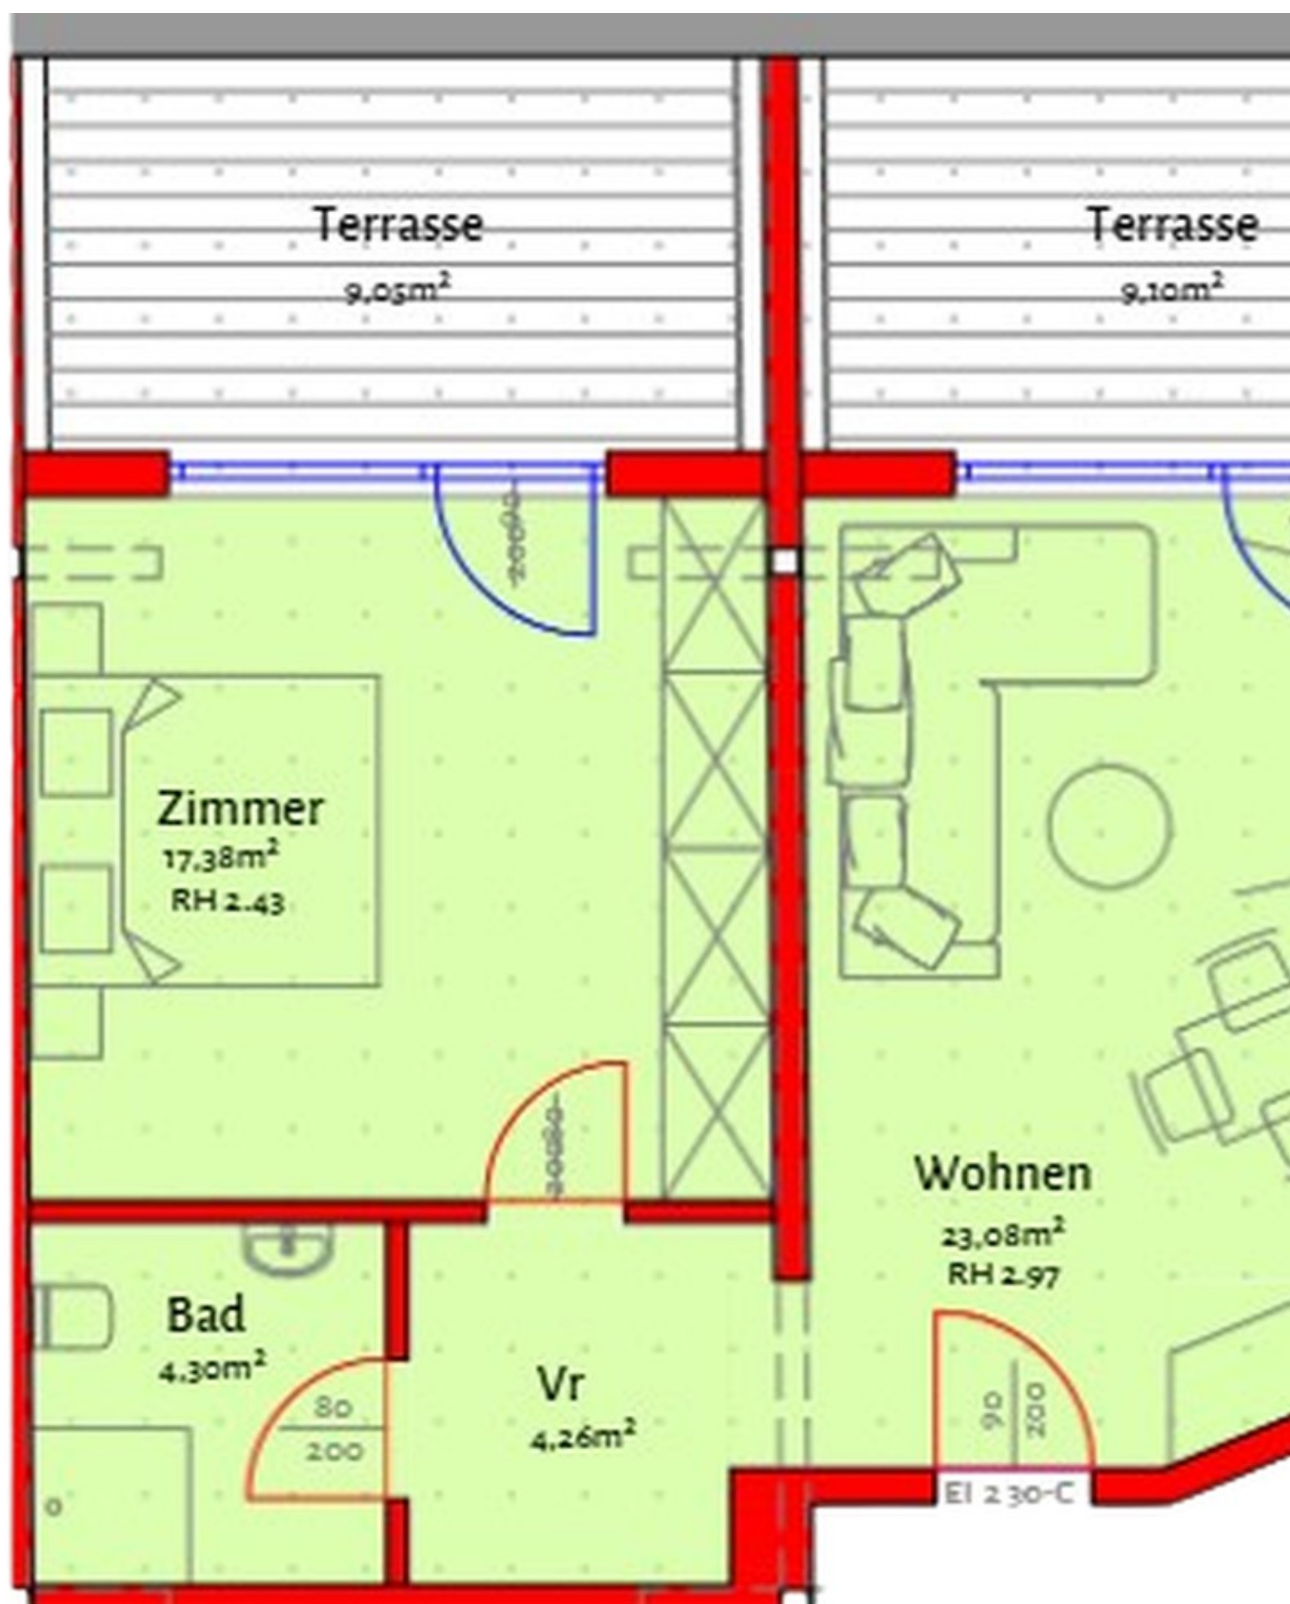 Terrasse
9,05m²
Terrasse
9,10m²
Zimmer
17,38m²
RH 2.43
Wohnen
23,08m²
RH 2.97
Bad
4,30m²
80
200
Vr
4,26m²
90
200
EI 2 30-C